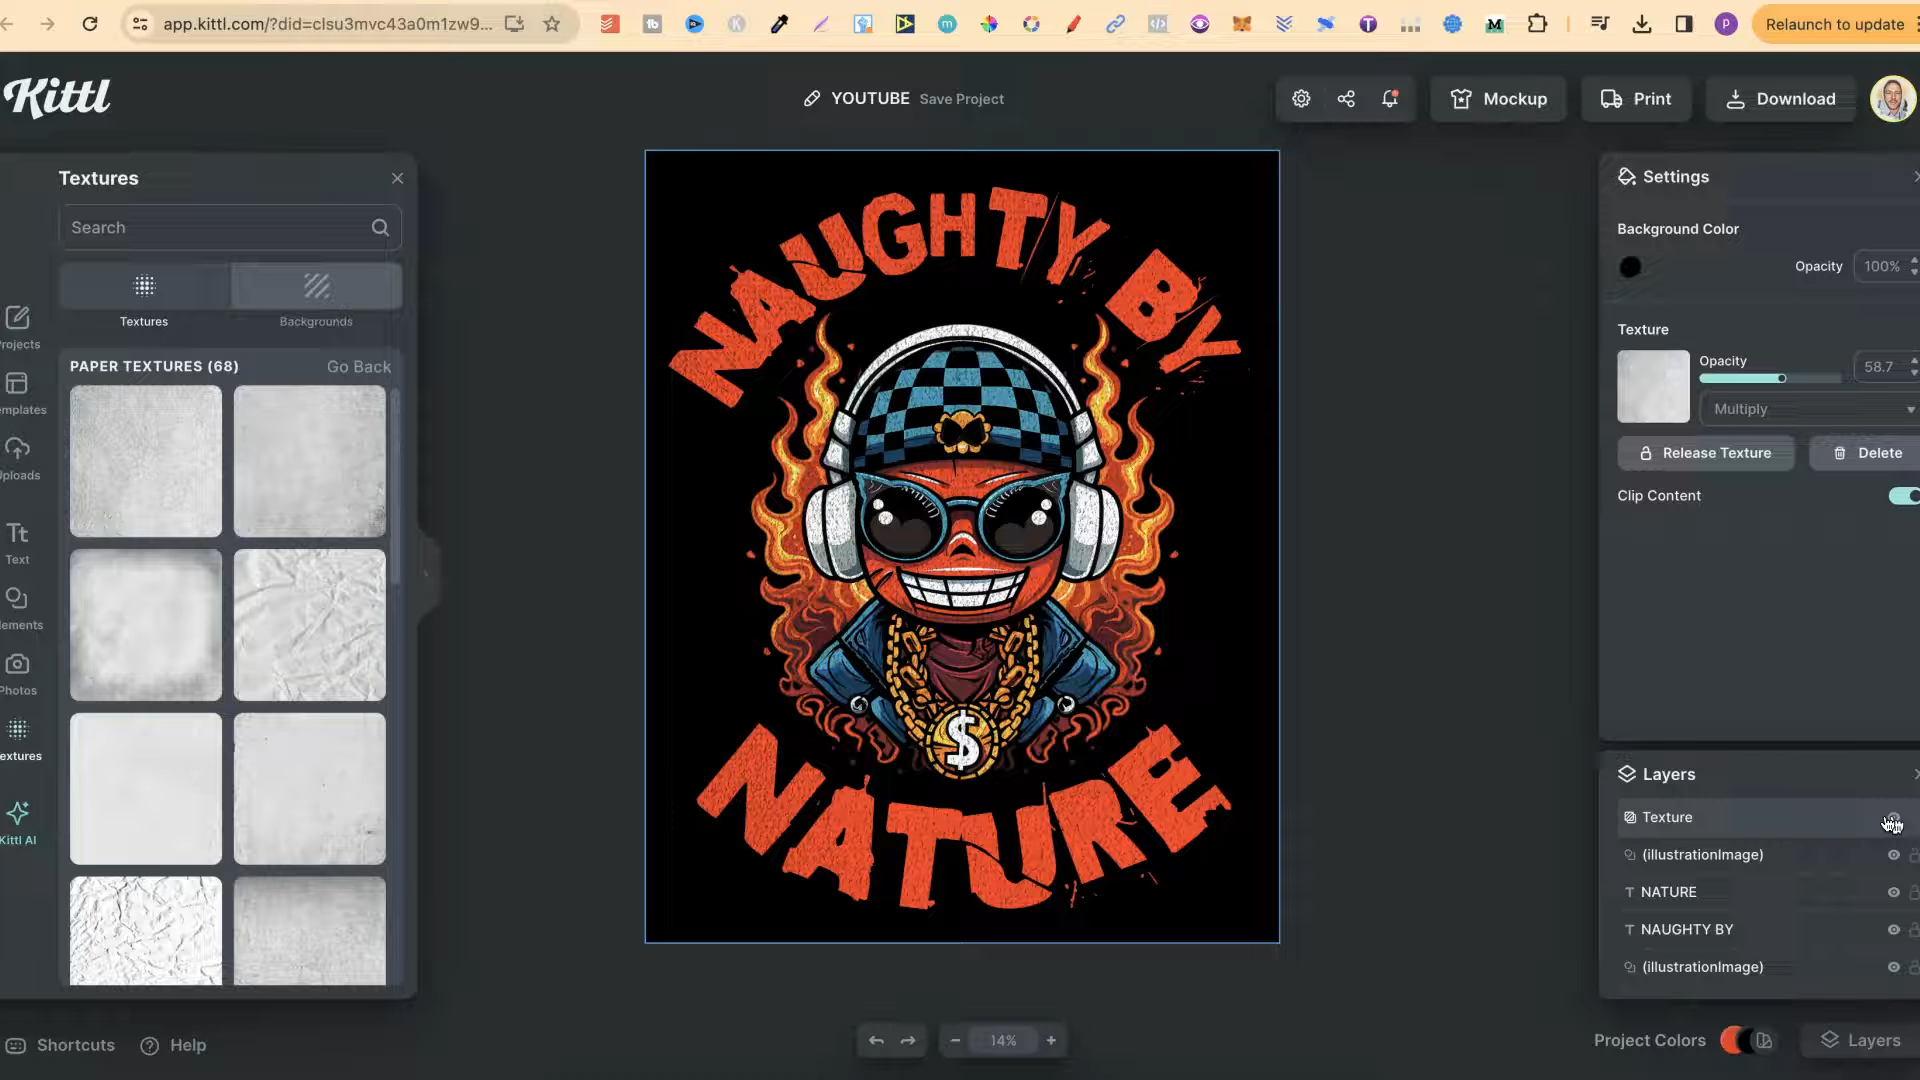 app.kittl.com/?did=clsu3mvc43a0m1zw9...
Relaunch to update
Kittl
YOUTUBE Save Project
Mockup
Print
Download
Textures
Search
Textures
Backgrounds
PAPER TEXTURES (68)
Go Back
rojects
emplates
ploads
Tt
Text
lements
Photos
extures
Kittl AI
NAUGHTY BY
$
NATURE
Settings
Background Color
Opacity 100%
Texture
Opacity
58.7
Multiply
Release Texture
Delete
Clip Content
Layers
Texture
(illustrationImage)
T NATURE
T NAUGHTY BY
(illustrationImage)
Shortcuts
Help
14%
Project Colors
Layers